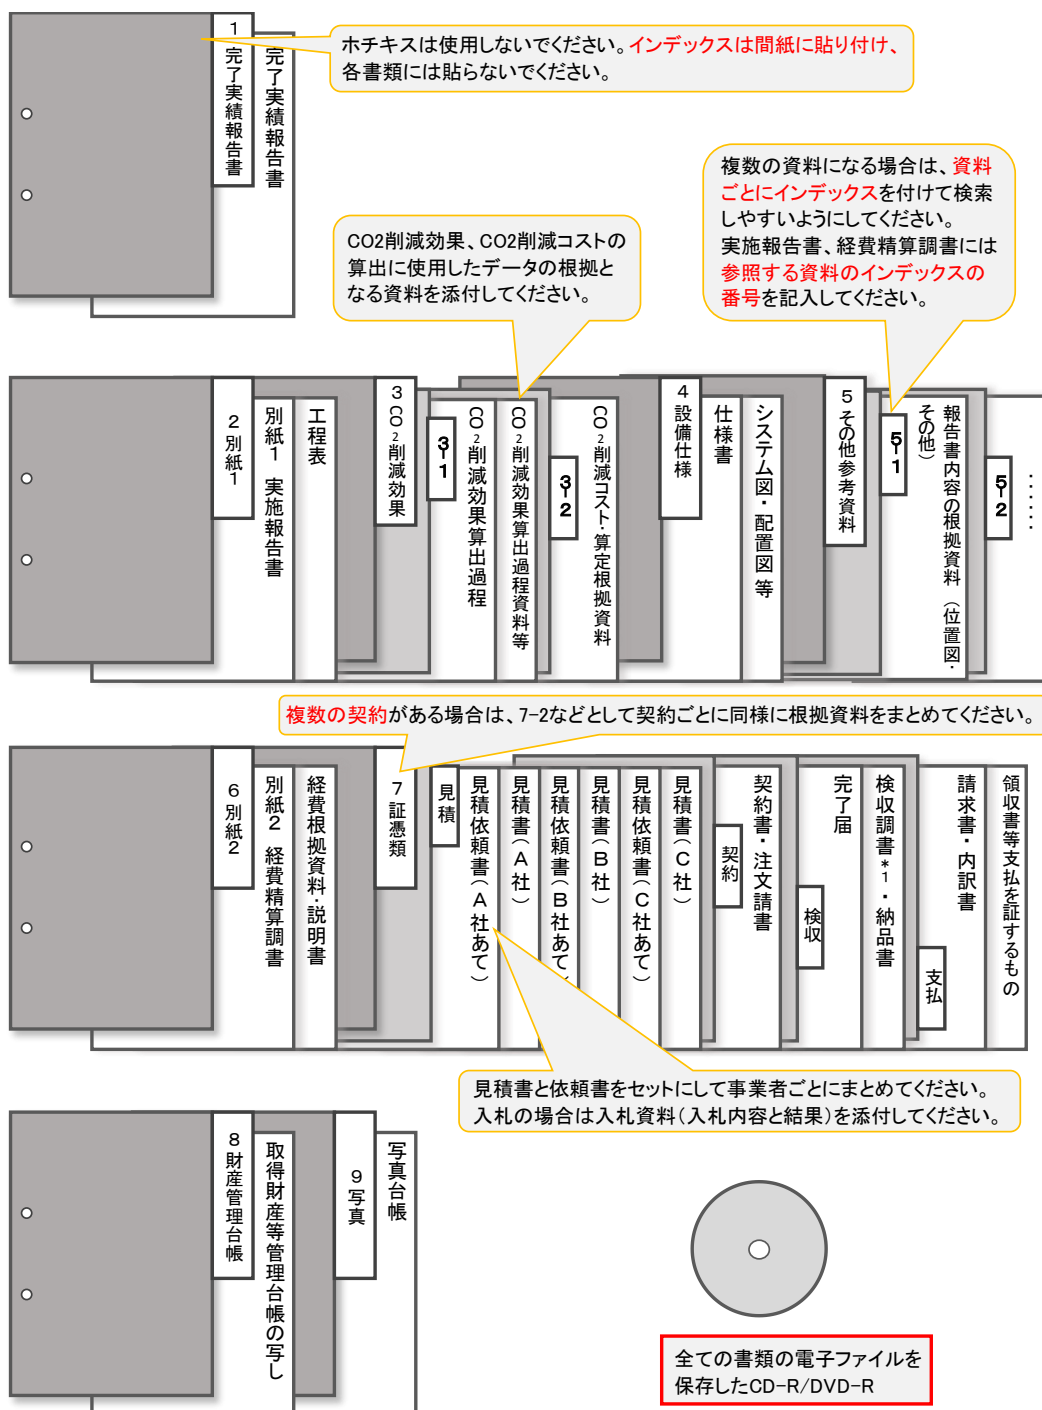 1 完了実績報告書
完了実績報告書
ホチキスは使用しないでください。インデックスは間紙に貼り付け、
各書類には貼らないでください。
複数の資料になる場合は、資料
ごとにインデックスを付けて検索
しやすいようにしてください。
実施報告書、経費精算調書には
参照する資料のインデックスの
番号を記入してください。
CO2削減効果、CO2削減コストの
算出に使用したデータの根拠と
なる資料を添付してください。
2 別紙1
別紙1 実施報告書
工程表
3 CO2削減効果
3-1
CO2削減効果算出過程
CO2削減効果算出過程資料等
3-2
CO2削減コスト・算定根拠資料
4 設備仕様
仕様書
システム図・配置図 等
5 その他参考資料
5-1
報告書内容の根拠資料 (位置図・
その他)
5-2
……
複数の契約がある場合は、7-2などとして契約ごとに同様に根拠資料をまとめてください。
6 別紙2
別紙2 経費精算調書
経費根拠資料・説明書
7 証憑類
見積
見積依頼書(A社あて)
見積書(A社)
見積依頼書(B社あて)
見積書(B社)
見積依頼書(C社あて)
見積書(C社)
契約
契約書・注文請書
検収
完了届
検収調書*1・納品書
支払
請求書・内訳書
領収書等支払を証するもの
見積書と依頼書をセットにして事業者ごとにまとめてください。
入札の場合は入札資料(入札内容と結果)を添付してください。
8 財産管理台帳
取得財産等管理台帳の写し
9 写真
写真台帳
全ての書類の電子ファイルを
保存したCD-R/DVD-R